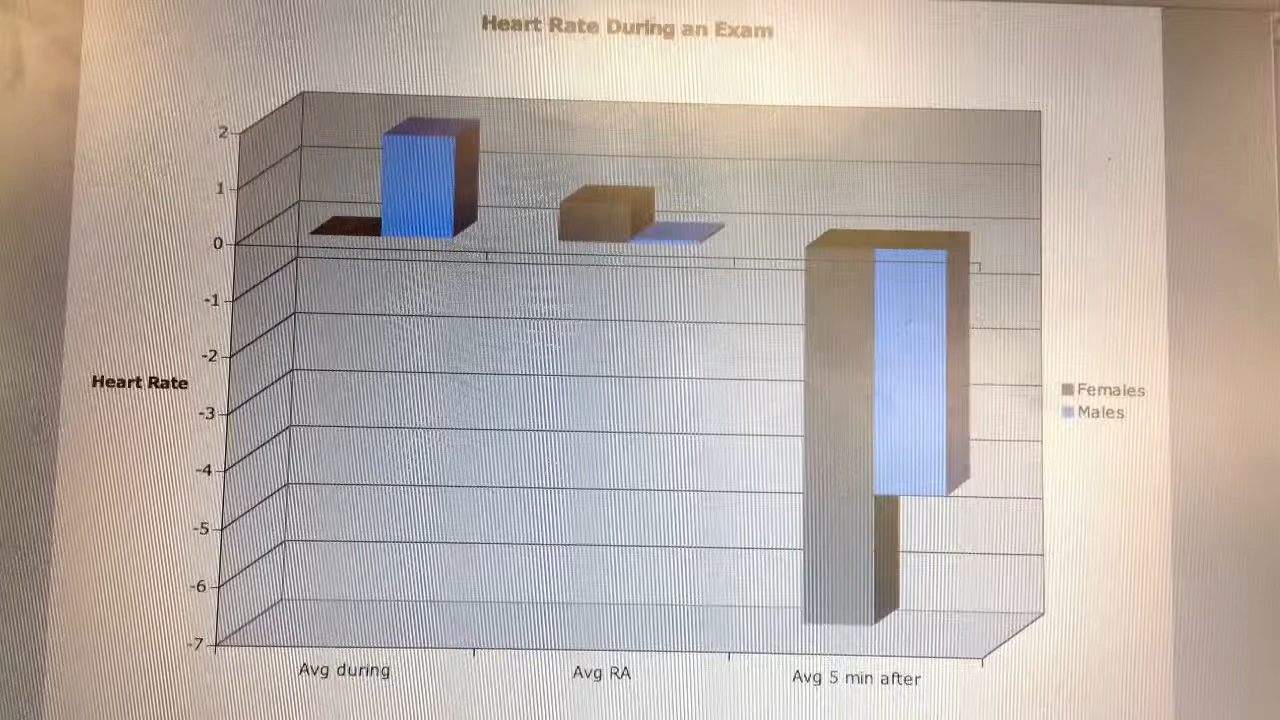 Heart Rate During an Exam
2
1
0
-1
-2
-3
-4
-5
-6
-7
Heart Rate
Avg during
Avg RA
Avg 5 min after
Females
Males